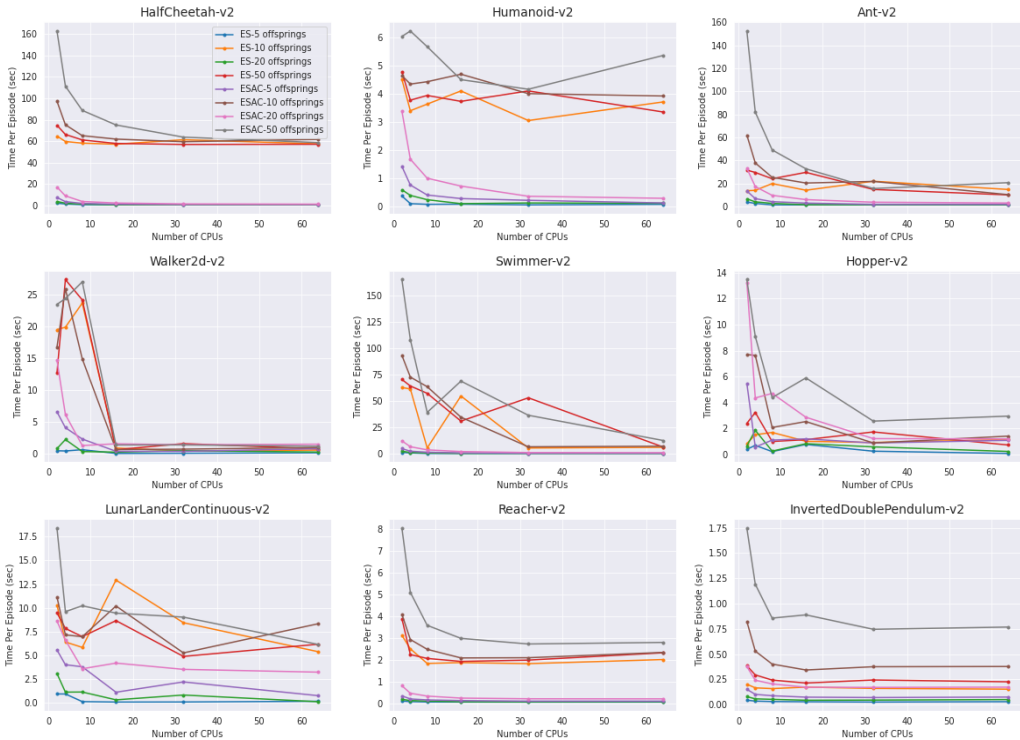 HalfCheetah-v2
Time Per Episode (sec)
160
140
120
100
80
60
40
20
0
0 10 20 30 40 50 60
Number of CPUs
ES-5 offsprings
ES-10 offsprings
ES-20 offsprings
ES-50 offsprings
ESAC-5 offsprings
ESAC-10 offsprings
ESAC-20 offsprings
ESAC-50 offsprings
Humanoid-v2
Time Per Episode (sec)
6
5
4
3
2
1
0
0 10 20 30 40 50 60
Number of CPUs
Ant-v2
Time Per Episode (sec)
160
140
120
100
80
60
40
20
0
0 10 20 30 40 50 60
Number of CPUs
Walker2d-v2
Time Per Episode (sec)
25
20
15
10
5
0
0 10 20 30 40 50 60
Number of CPUs
Swimmer-v2
Time Per Episode (sec)
150
125
100
75
50
25
0
0 10 20 30 40 50 60
Number of CPUs
Hopper-v2
Time Per Episode (sec)
14
12
10
8
6
4
2
0
0 10 20 30 40 50 60
Number of CPUs
LunarLanderContinuous-v2
Time Per Episode (sec)
17.5
15.0
12.5
10.0
7.5
5.0
2.5
0.0
0 10 20 30 40 50 60
Number of CPUs
Reacher-v2
Time Per Episode (sec)
8
7
6
5
4
3
2
1
0
0 10 20 30 40 50 60
Number of CPUs
InvertedDoublePendulum-v2
Time Per Episode (sec)
1.75
1.50
1.25
1.00
0.75
0.50
0.25
0.00
0 10 20 30 40 50 60
Number of CPUs